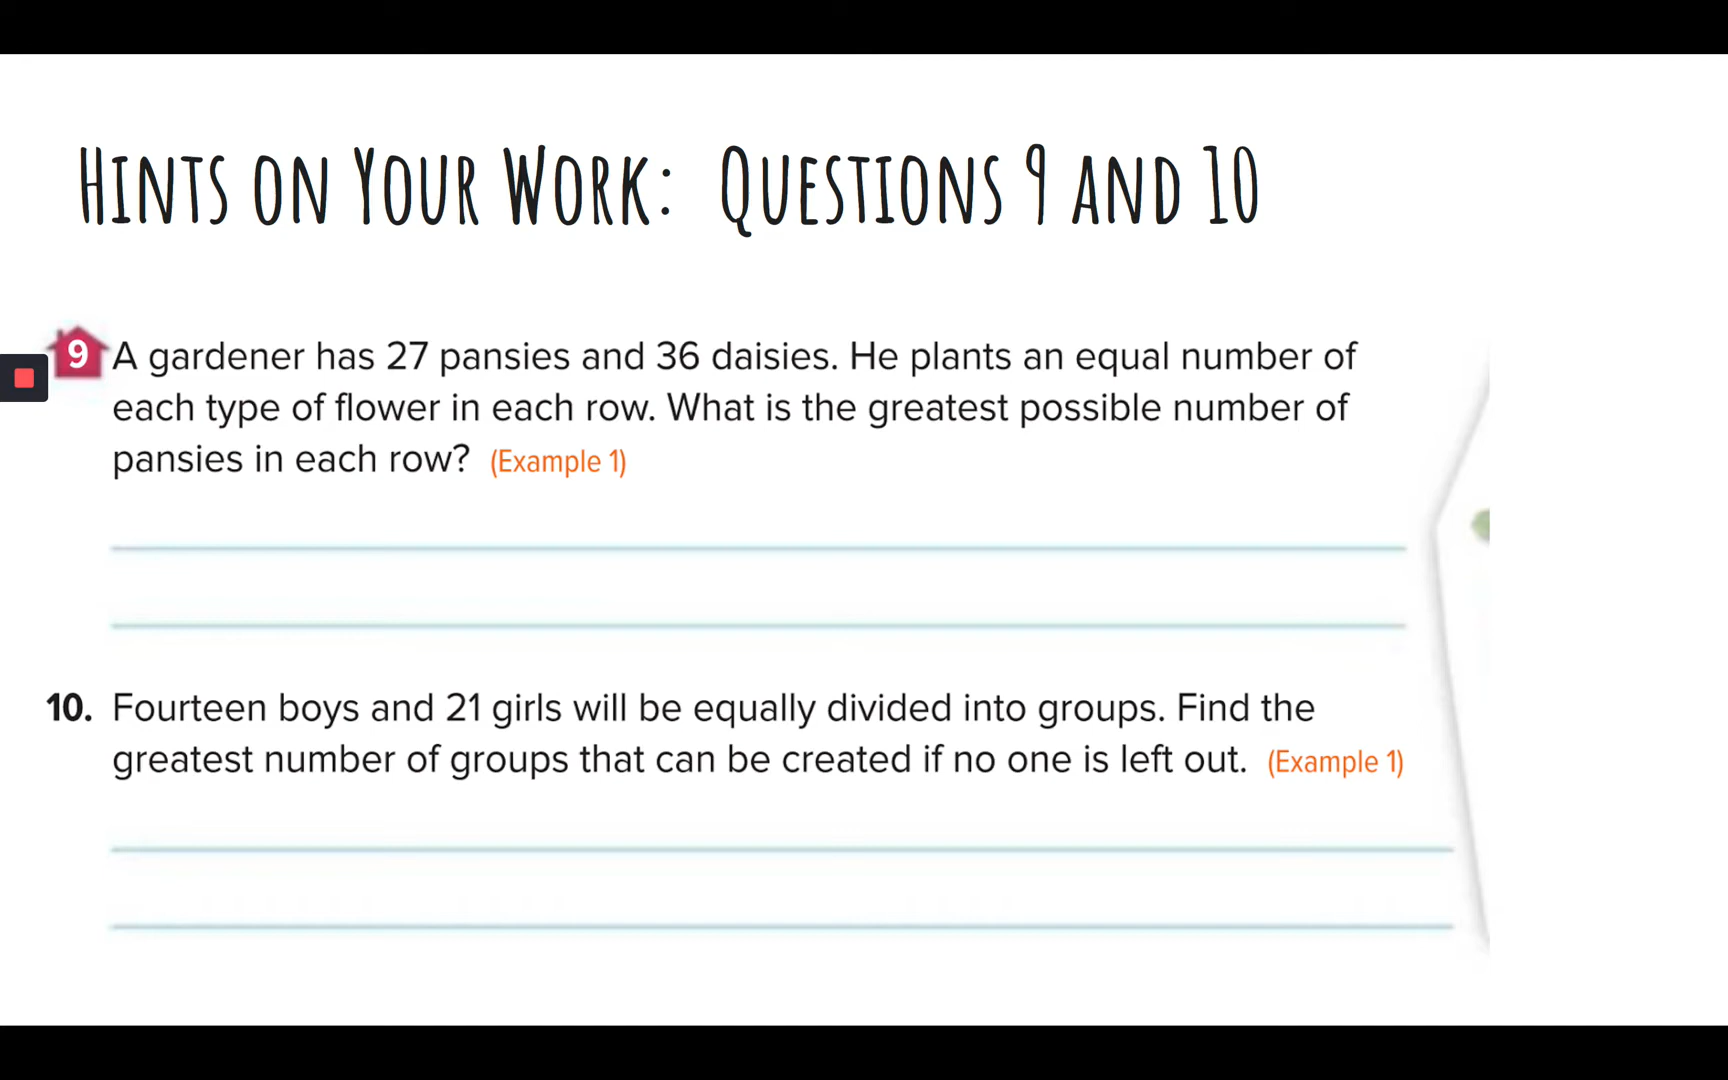 Hints on Your Work: Questions 9 and 10
9 A gardener has 27 pansies and 36 daisies. He plants an equal number of
each type of flower in each row. What is the greatest possible number of
pansies in each row? (Example 1)
10. Fourteen boys and 21 girls will be equally divided into groups. Find the
greatest number of groups that can be created if no one is left out. (Example 1)